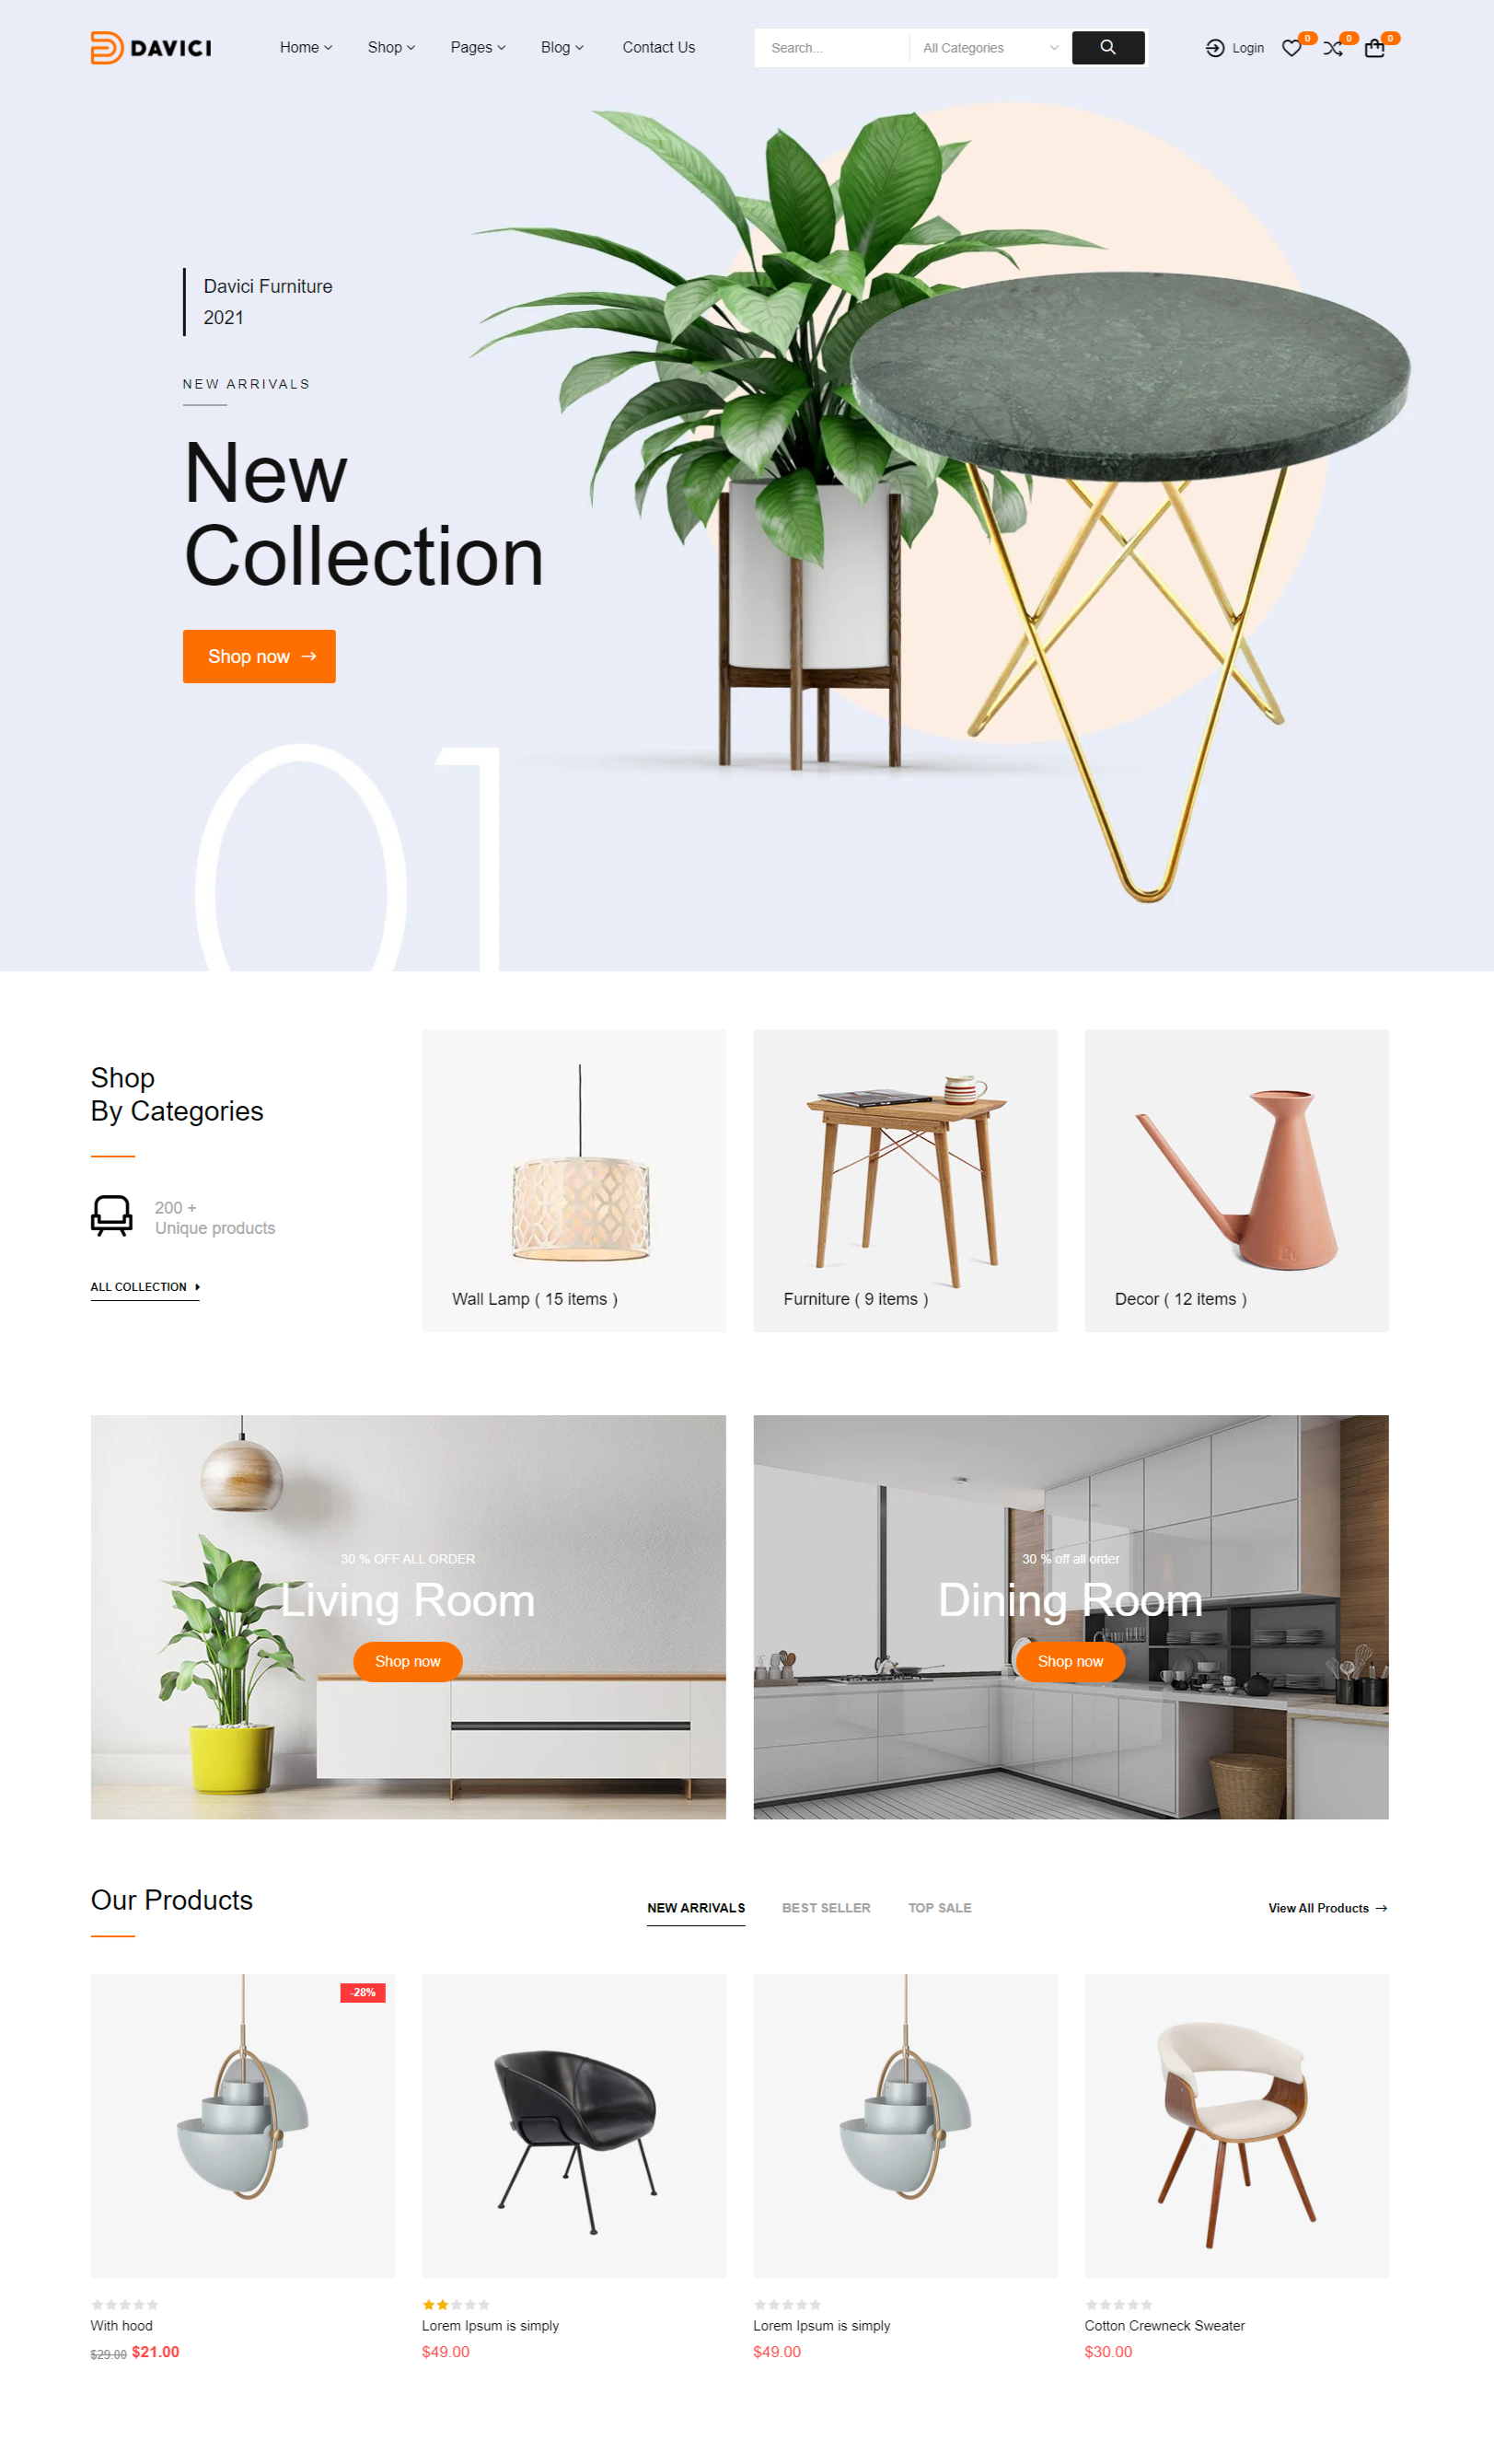 DAVICI
Home
Shop
Pages
Blog
Contact Us
Search...
All Categories
Login
0
0
0
Davici Furniture
2021
NEW ARRIVALS
New
Collection
Shop now
01
Shop
By Categories
200 +
Unique products
ALL COLLECTION
Wall Lamp ( 15 items )
Furniture ( 9 items )
Decor ( 12 items )
30 % OFF ALL ORDER
Living Room
Shop now
30 % off all order
Dining Room
Shop now
Our Products
NEW ARRIVALS
BEST SELLER
TOP SALE
View All Products
-28%
With hood
$29.00 $21.00
Lorem Ipsum is simply
$49.00
Lorem Ipsum is simply
$49.00
Cotton Crewneck Sweater
$30.00